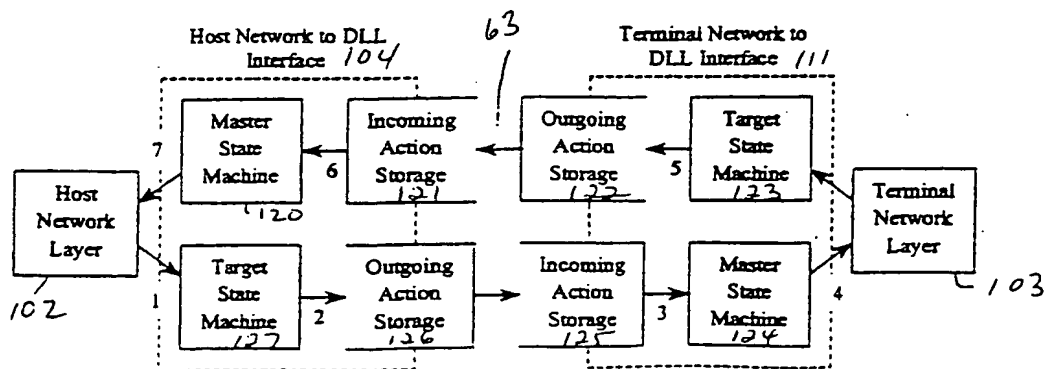 Host Network to DLL
Interface 104
63
Terminal Network to
DLL Interface 111
Master
State
Machine
120
Incoming
Action
Storage
121
Outgoing
Action
Storage
122
Target
State
Machine
123
7
6
5
Host
Network
Layer
102
Terminal
Network
Layer
103
1
Target
State
Machine
127
2
Outgoing
Action
Storage
126
Incoming
Action
Storage
125
3
Master
State
Machine
124
4